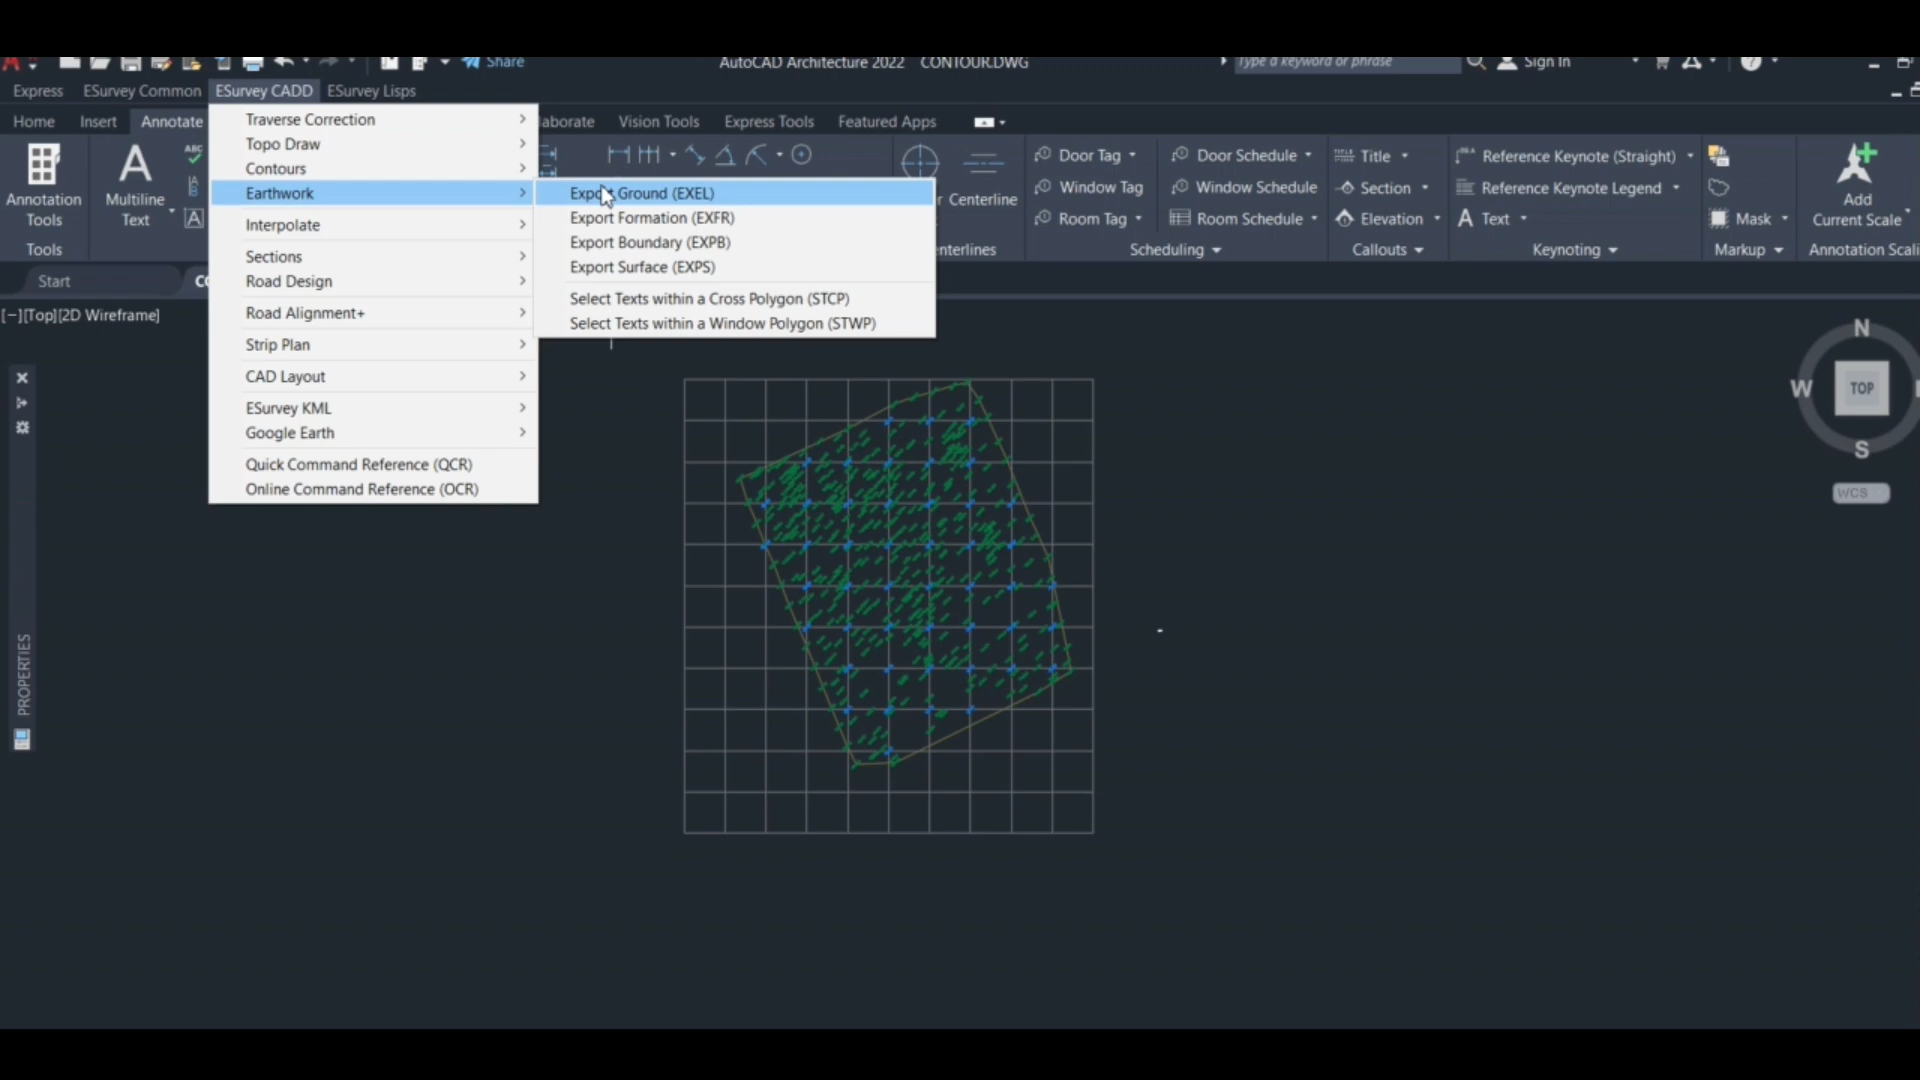 Share
AutoCAD Architecture 2022 CONTOUR.DWG
Type a keyword or phrase
Sign In
Express ESurvey Common ESurvey CADD ESurvey Lisps
Home Insert Annotate
laborate Vision Tools Express Tools Featured Apps
Traverse Correction
Topo Draw
Contours
Earthwork
Interpolate
Sections
Road Design
Road Alignment+
Strip Plan
CAD Layout
ESurvey KML
Google Earth
Quick Command Reference (QCR)
Online Command Reference (OCR)
Export Ground (EXEL)
Export Formation (EXFR)
Export Boundary (EXPB)
Export Surface (EXPS)
Select Texts within a Cross Polygon (STCP)
Select Texts within a Window Polygon (STWP)
Annotation
Tools
Tools
Multiline
Text
ABC
A
r Centerline
nterlines
Door Tag
Window Tag
Room Tag
Door Schedule
Window Schedule
Room Schedule
Scheduling
Title
Section
Elevation
Callouts
Reference Keynote (Straight)
Reference Keynote Legend
A Text
Keynoting
Mask
Markup
Add
Current Scale
Annotation Scali
Start
CO
[−][Top][2D Wireframe]
PROPERTIES
N
W
TOP
S
WCS